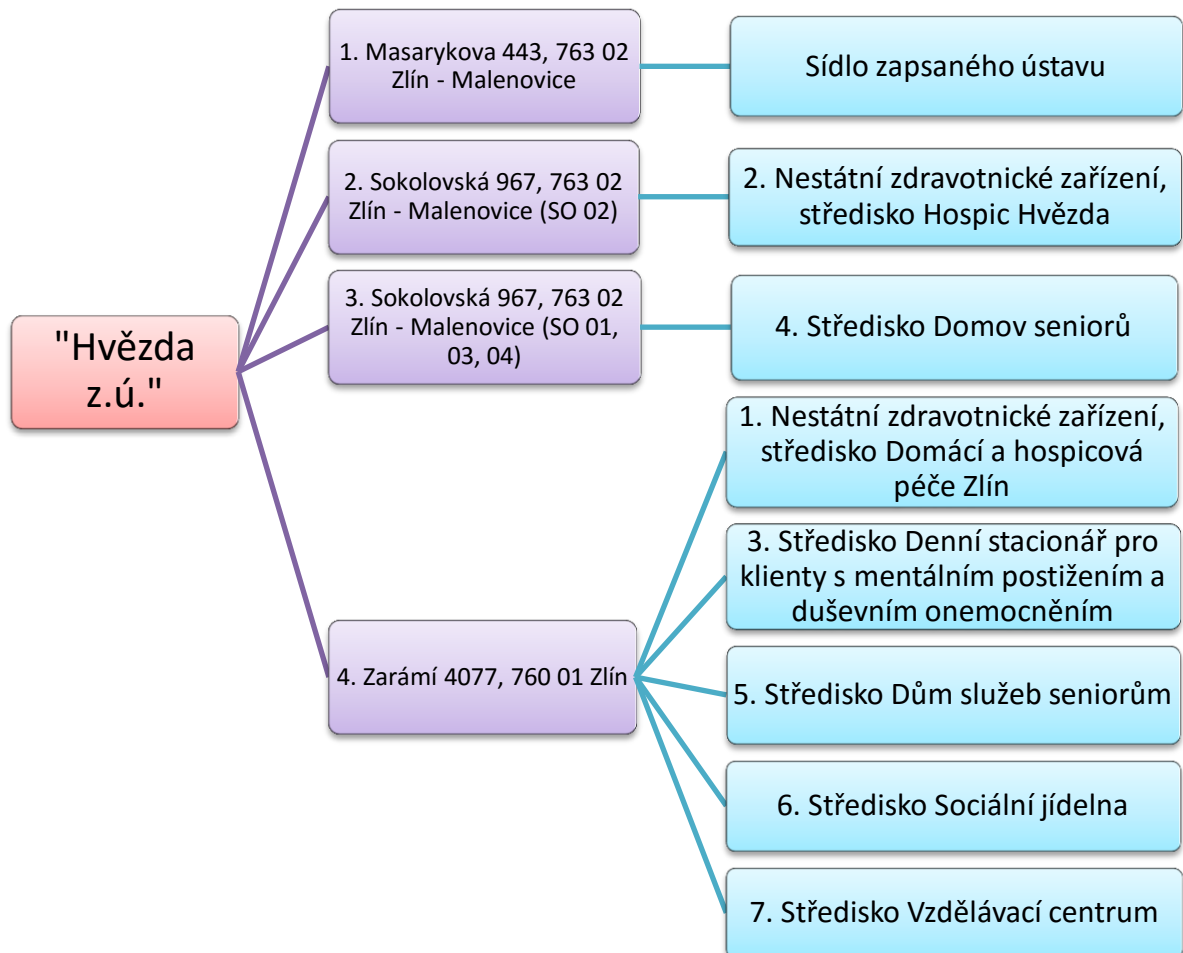 "Hvězda
z.ú."
1. Masarykova 443, 763 02
Zlín - Malenovice
Sídlo zapsaného ústavu
2. Sokolovská 967, 763 02
Zlín - Malenovice (SO 02)
2. Nestátní zdravotnické zařízení,
středisko Hospic Hvězda
3. Sokolovská 967, 763 02
Zlín - Malenovice (SO 01,
03, 04)
4. Středisko Domov seniorů
4. Zarámí 4077, 760 01 Zlín
1. Nestátní zdravotnické zařízení,
středisko Domácí a hospicová
péče Zlín
3. Středisko Denní stacionář pro
klienty s mentálním postižením a
duševním onemocněním
5. Středisko Dům služeb seniorům
6. Středisko Sociální jídelna
7. Středisko Vzdělávací centrum